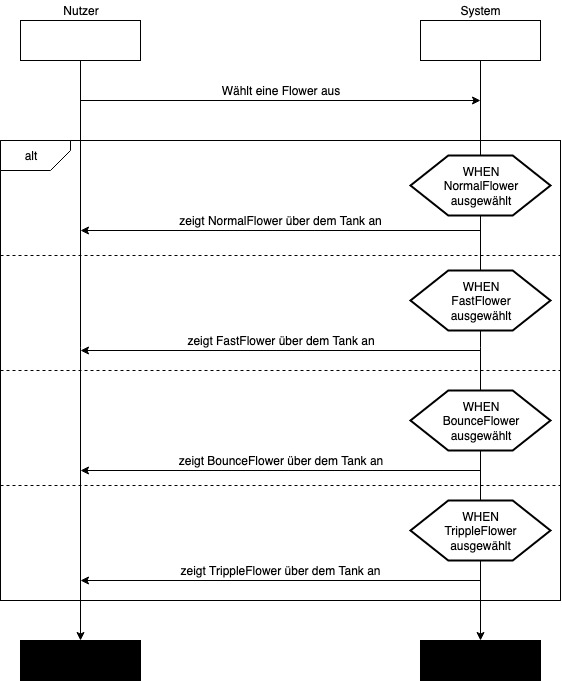 Nutzer
System
Wählt eine Flower aus
alt
WHEN
NormalFlower
ausgewählt
zeigt NormalFlower über dem Tank an
WHEN
FastFlower
ausgewählt
zeigt FastFlower über dem Tank an
WHEN
BounceFlower
ausgewählt
zeigt BounceFlower über dem Tank an
WHEN
TrippleFlower
ausgewählt
zeigt TrippleFlower über dem Tank an